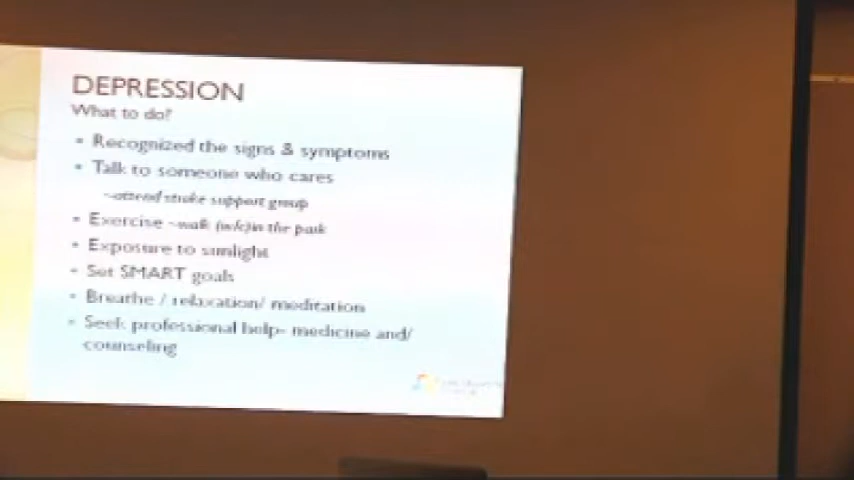 DEPRESSION
What to do?
• Recognized the signs & symptoms
• Talk to someone who cares
~attend stroke support group
• Exercise ~walk (w/c)in the park
• Exposure to sunlight
• Set SMART goals
• Breathe / relaxation/ meditation
• Seek professional help- medicine and/
counseling